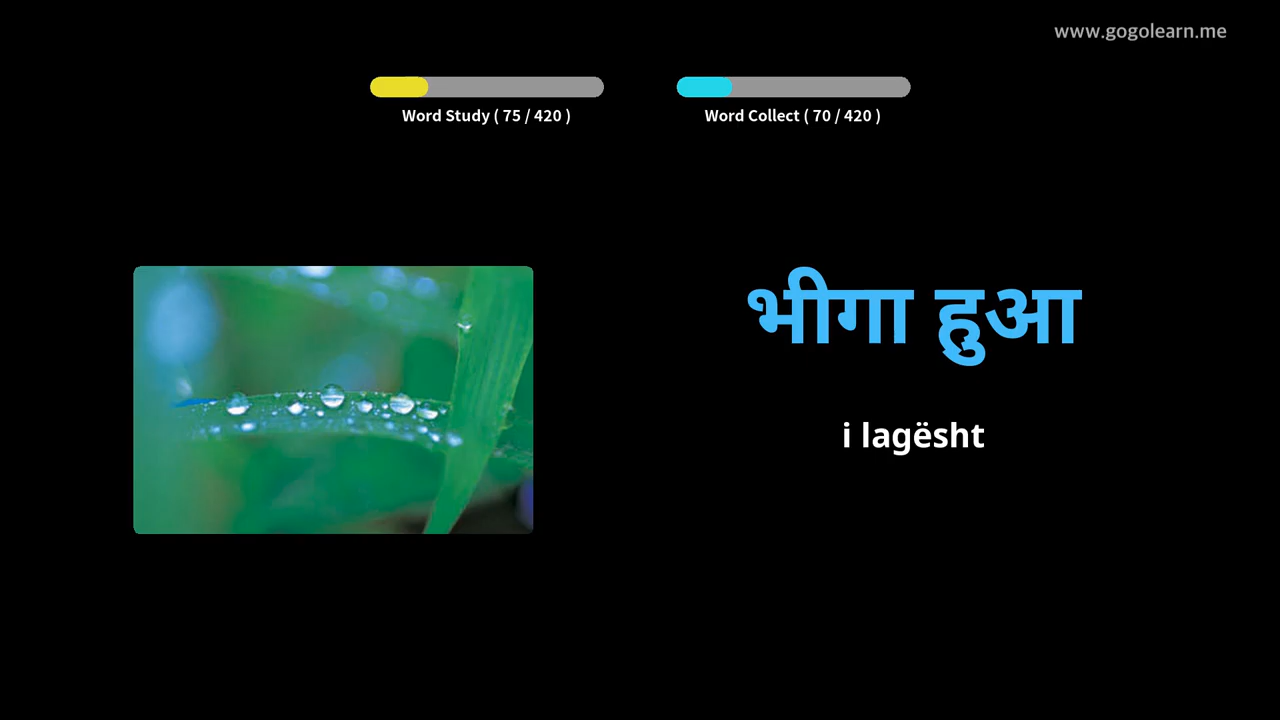 www.gogolearn.me
Word Study ( 75 / 420 )
Word Collect ( 70 / 420 )
भीगा हुआ
i lagësht